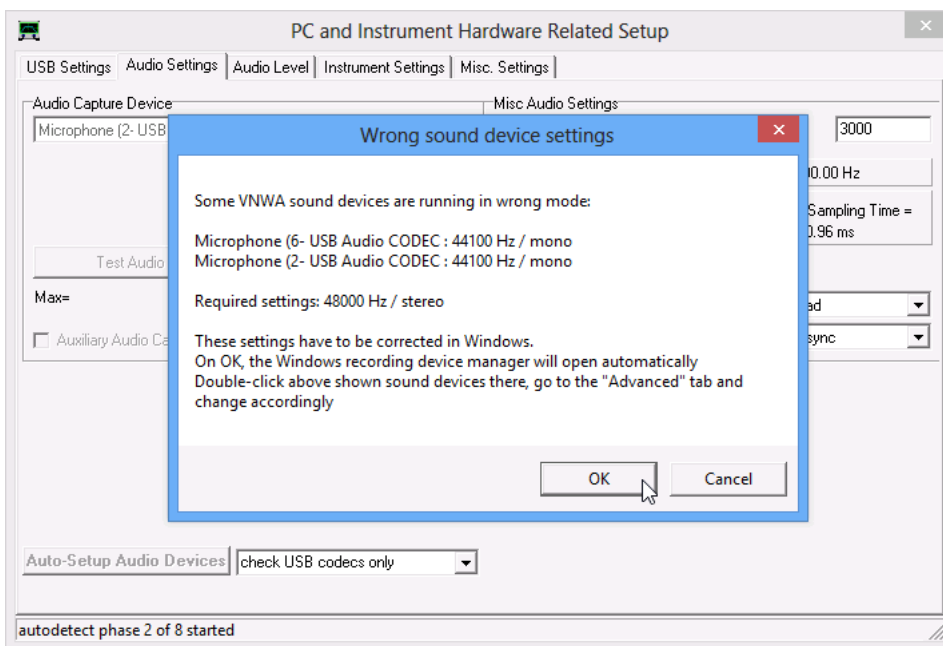 PC and Instrument Hardware Related Setup
USB Settings Audio Settings Audio Level Instrument Settings Misc. Settings
Audio Capture Device
Misc Audio Settings
Microphone (2- USB
3000
Wrong sound device settings
Some VNWA sound devices are running in wrong mode:
Microphone (6- USB Audio CODEC : 44100 Hz / mono
Microphone (2- USB Audio CODEC : 44100 Hz / mono
Required settings: 48000 Hz / stereo
These settings have to be corrected in Windows.
On OK, the Windows recording device manager will open automatically
Double-click above shown sound devices there, go to the "Advanced" tab and
change accordingly
OK Cancel
0.00 Hz
Sampling Time =
0.96 ms
Test Audio
Max=
ad
Auxiliary Audio Ca
sync
Auto-Setup Audio Devices check USB codecs only
autodetect phase 2 of 8 started